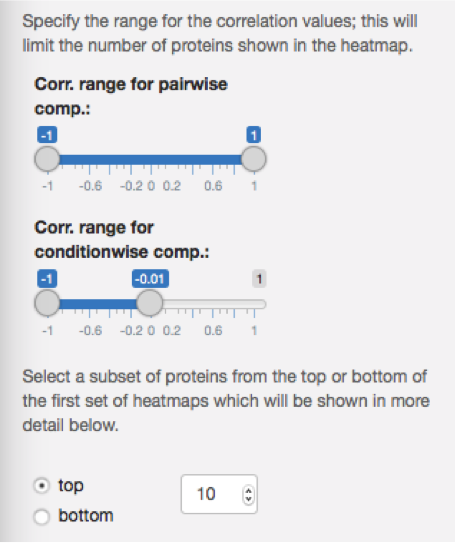 Specify the range for the correlation values; this will
limit the number of proteins shown in the heatmap.
Corr. range for pairwise
comp.:
-1 1
-1 -0.6 -0.2 0 0.2 0.6 1
Corr. range for
conditionwise comp.:
-1 -0.01 1
-1 -0.6 -0.2 0 0.2 0.6 1
Select a subset of proteins from the top or bottom of
the first set of heatmaps which will be shown in more
detail below.
top
10
bottom